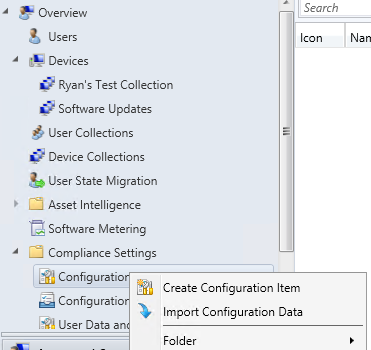 Overview
Users
Devices
Ryan's Test Collection
Software Updates
User Collections
Device Collections
User State Migration
Asset Intelligence
Software Metering
Compliance Settings
Configuration
Configuration
User Data and
Search
Icon
Create Configuration Item
Import Configuration Data
Folder